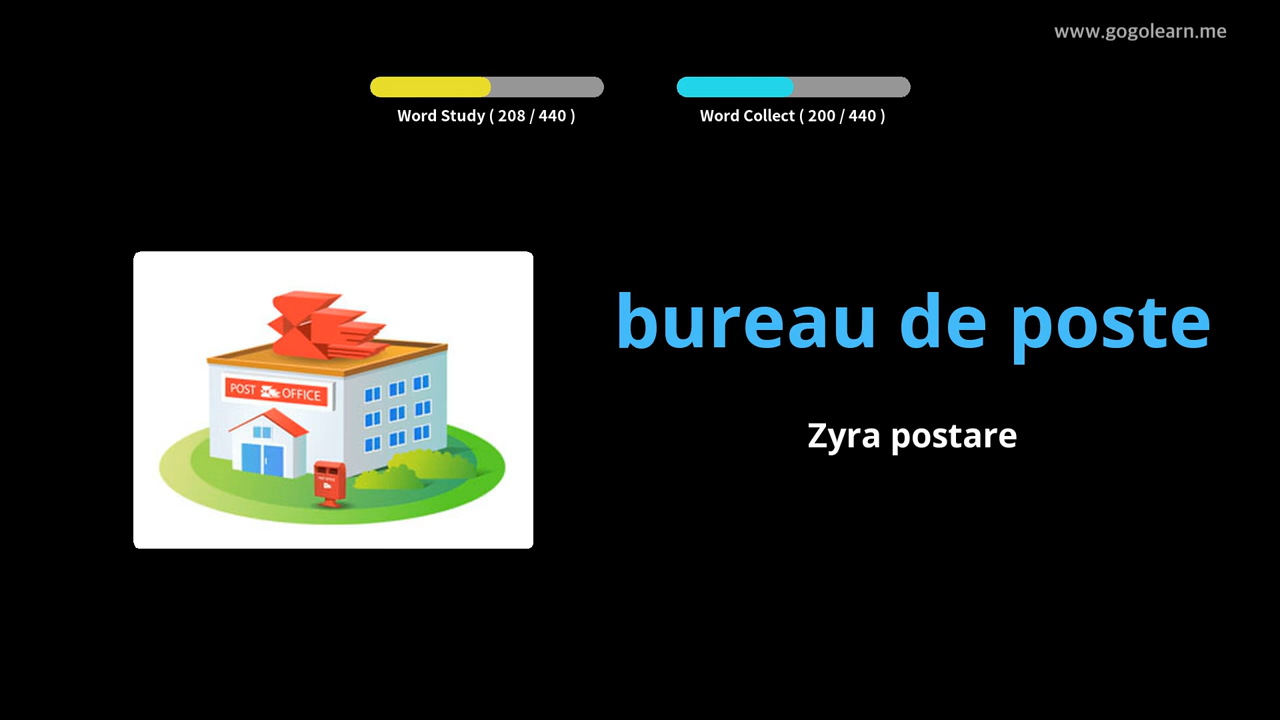 www.gogolearn.me
Word Study ( 208 / 440 )
Word Collect ( 200 / 440 )
bureau de poste
Zyra postare
POST OFFICE